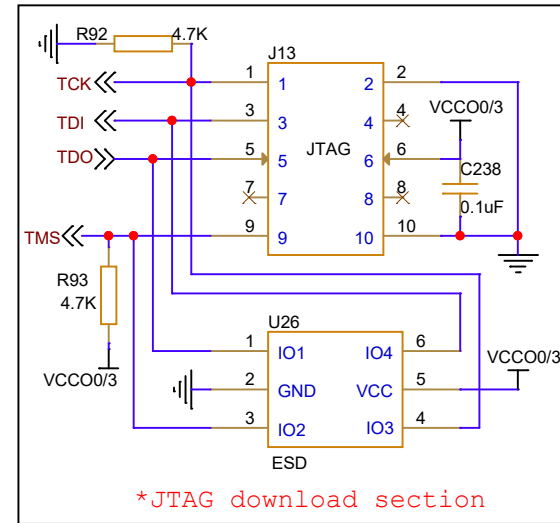 R92 4.7K
J13
TCK 1 1 2 2
TDI 3 3 4 4 VCCO0/3
TDO 5 5 JTAG 6 6
C238
7 7 8 8 0.1uF
TMS 9 9 10 10
R93
4.7K
U26
1 IO1 IO4 6
VCCO0/3 2 GND VCC 5 VCCO0/3
3 IO2 IO3 4
ESD
*JTAG download section